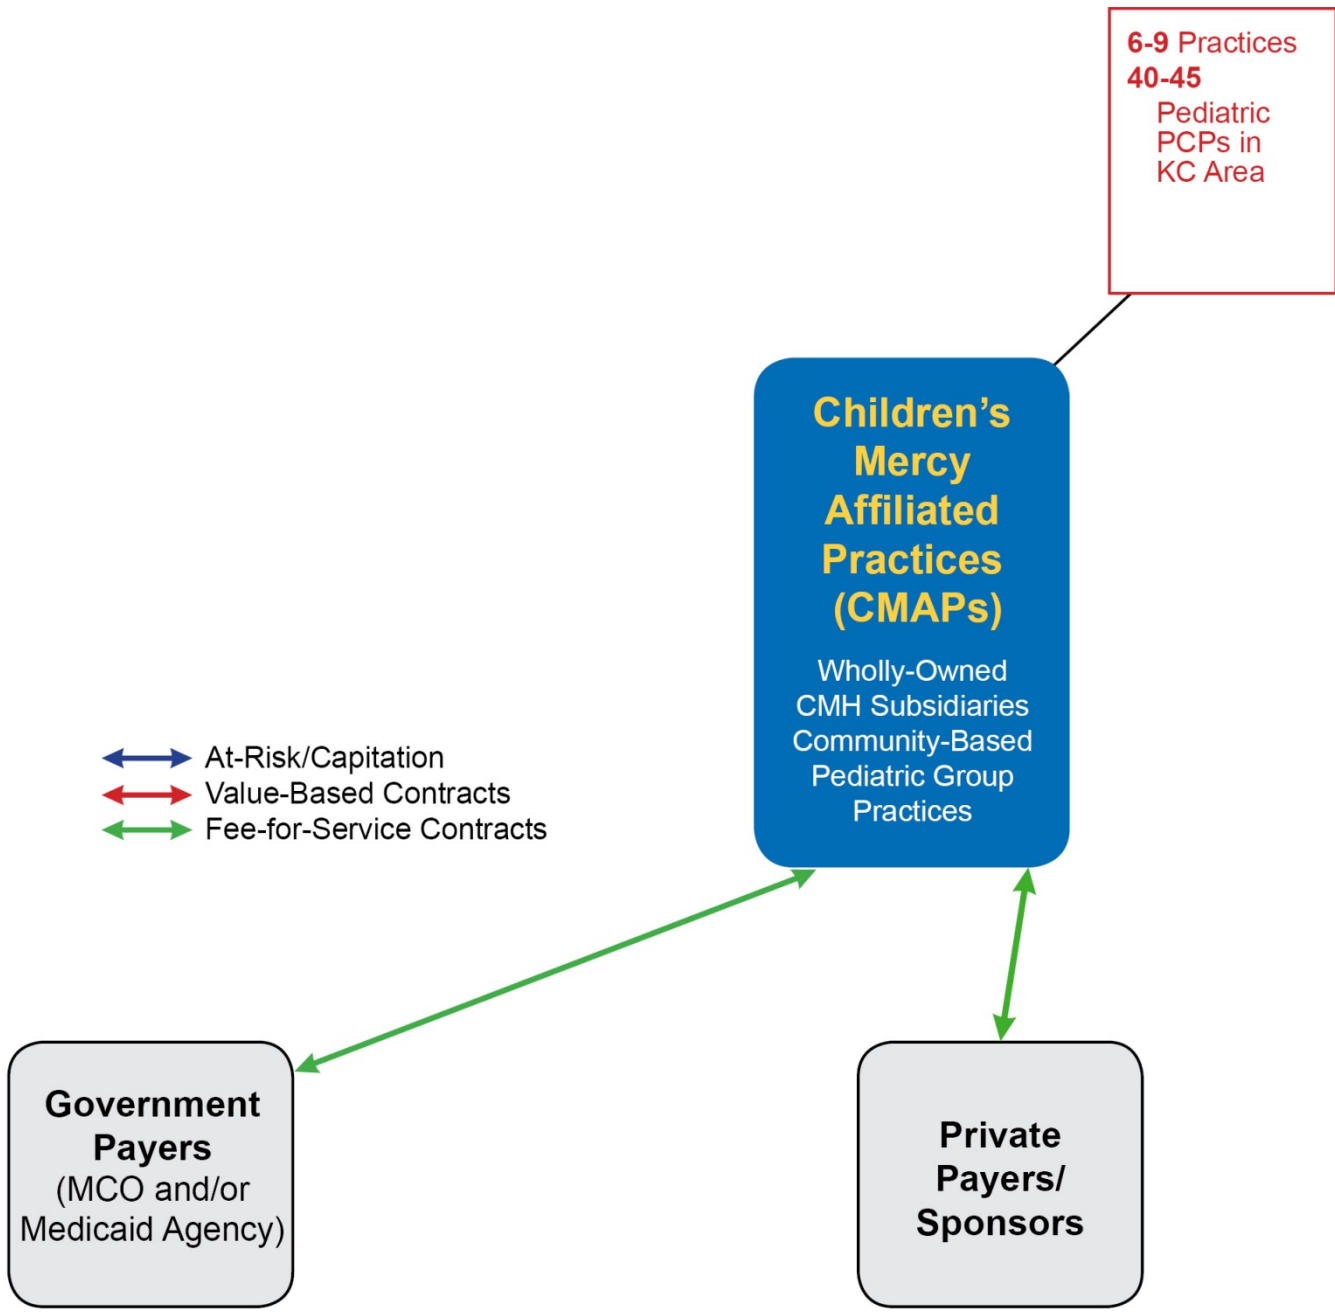 6-9 Practices
40-45
Pediatric
PCPs in
KC Area
Children’s
Mercy
Affiliated
Practices
(CMAPs)
Wholly-Owned
CMH Subsidiaries
Community-Based
Pediatric Group
Practices
At-Risk/Capitation
Value-Based Contracts
Fee-for-Service Contracts
Government
Payers
(MCO and/or
Medicaid Agency)
Private
Payers/
Sponsors